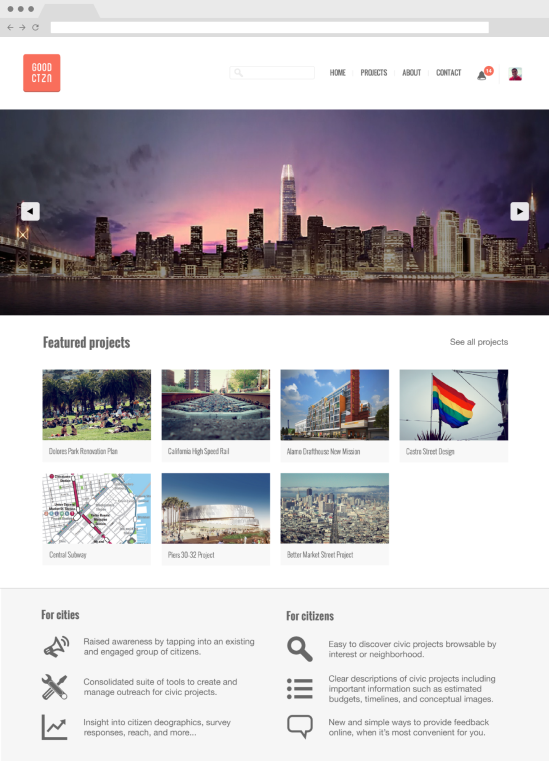 GOOD
CTZN
HOME PROJECTS ABOUT CONTACT
Featured projects
See all projects
Dolores Park Renovation Plan
California High Speed Rail
Alamo Drafthouse New Mission
Castro Street Design
Central Subway
Piers 30-32 Project
Better Market Street Project
For cities
Raised awareness by tapping into an existing
and engaged group of citizens.
Consolidated suite of tools to create and
manage outreach for civic projects.
Insight into citizen deographics, survey
responses, reach, and more...
For citizens
Easy to discover civic projects browsable by
interest or neighborhood.
Clear descriptions of civic projects including
important information such as estimated
budgets, timelines, and conceptual images.
New and simple ways to provide feedback
online, when it's most convenient for you.